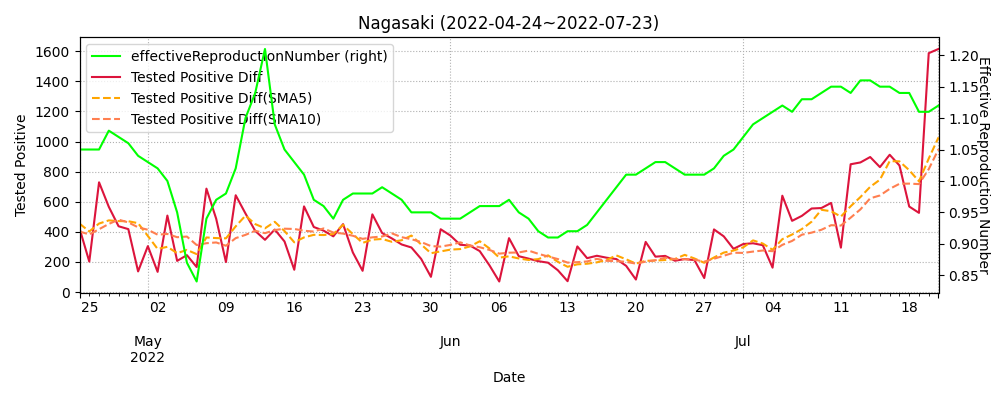 Nagasaki (2022-04-24~2022-07-23)
effectiveReproductionNumber (right)
Tested Positive Diff
Tested Positive Diff(SMA5)
Tested Positive Diff(SMA10)
Tested Positive
1600
1400
1200
1000
800
600
400
200
0
1.20
1.15
1.10
1.05
1.00
0.95
0.90
0.85
Effective Reproduction Number
25 02 09 16 23 30 06 13 20 27 04 11 18
May Jun Jul
2022
Date